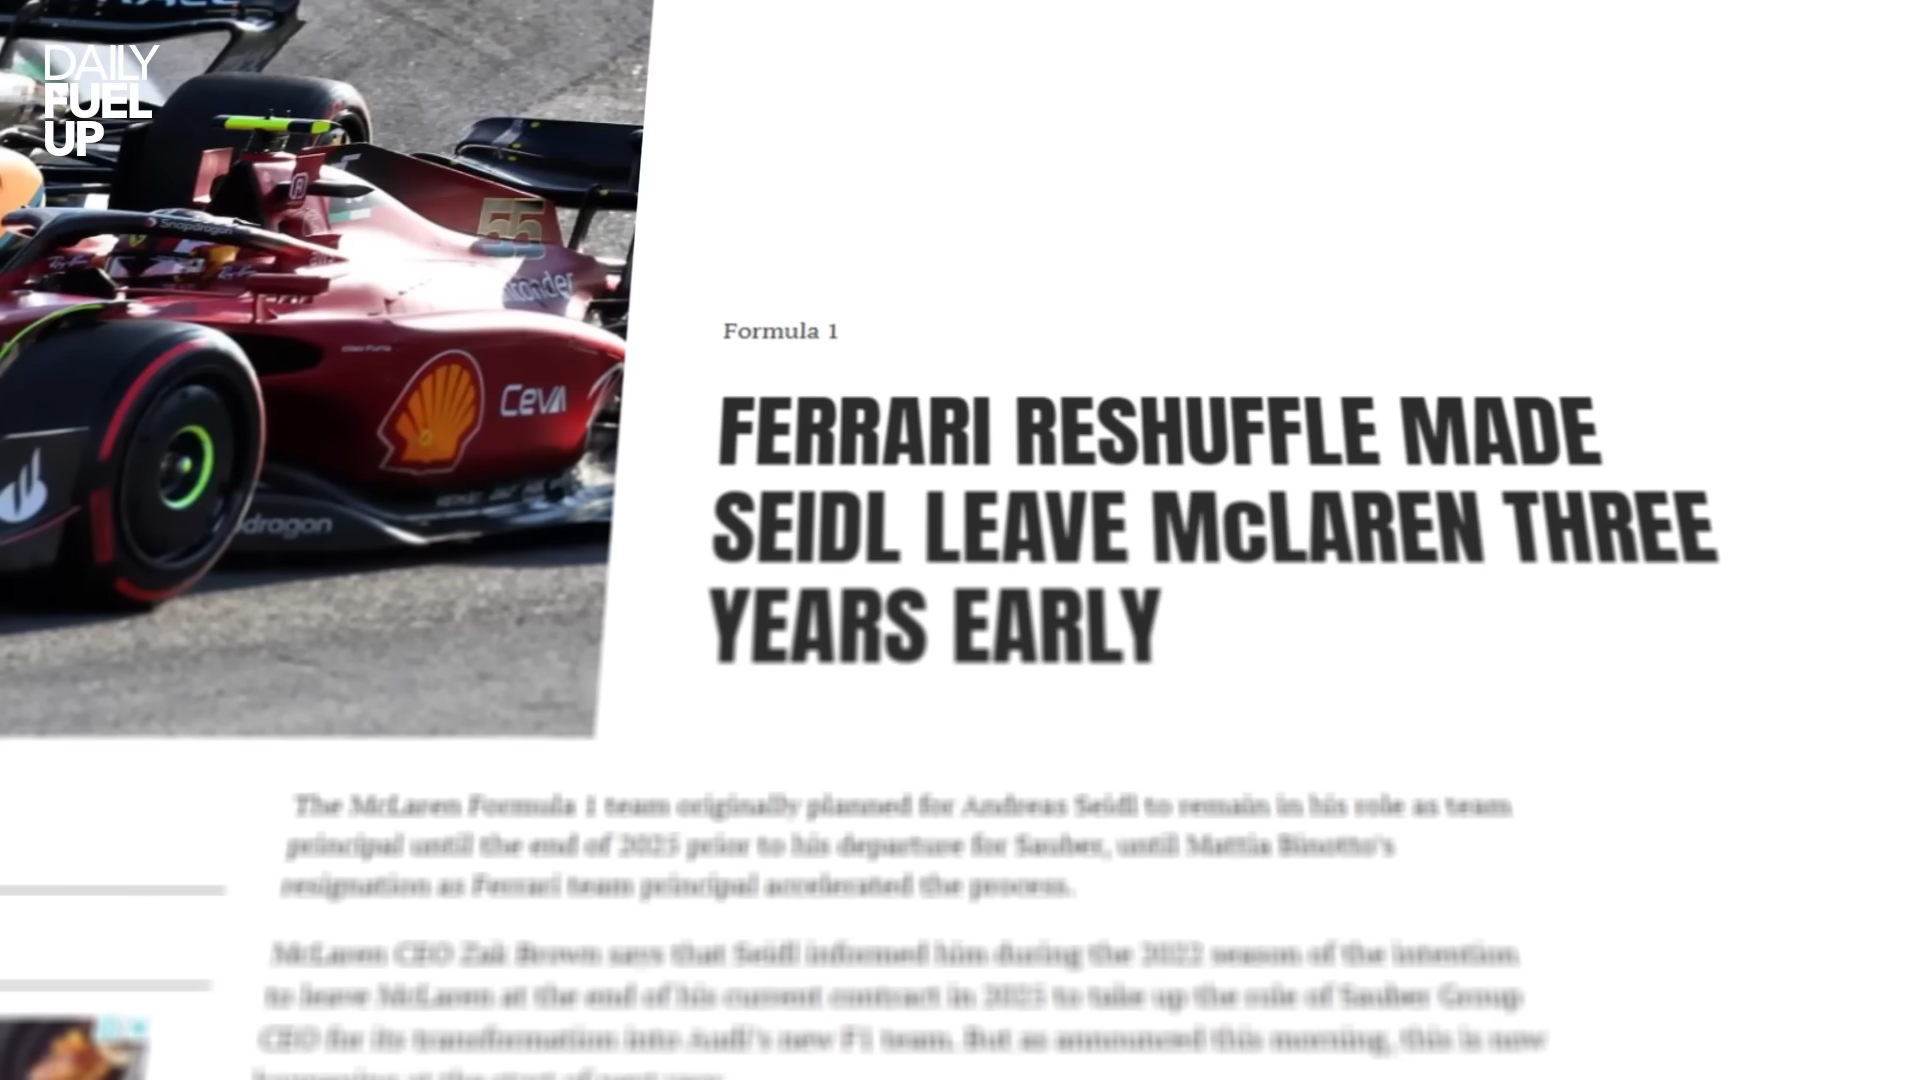 DAILY
FUEL
UP
Snapdragon
55
Ceva
dragon
Formula 1
FERRARI RESHUFFLE MADE
SEIDL LEAVE McLAREN THREE
YEARS EARLY
The McLaren Formula 1 team originally planned for Andreas Seidl to remain in his role as team
principal until the end of 2025 prior to his departure for Sauber, until Mattia Binotto's
resignation as Ferrari team principal accelerated the process.
McLaren CEO Zak Brown says that Seidl informed him during the 2022 season of the intention
to leave McLaren at the end of his current contract in 2025 to take up the role of Sauber Group
CEO for its transformation into Audi's new F1 team. But as announced this morning, this is now